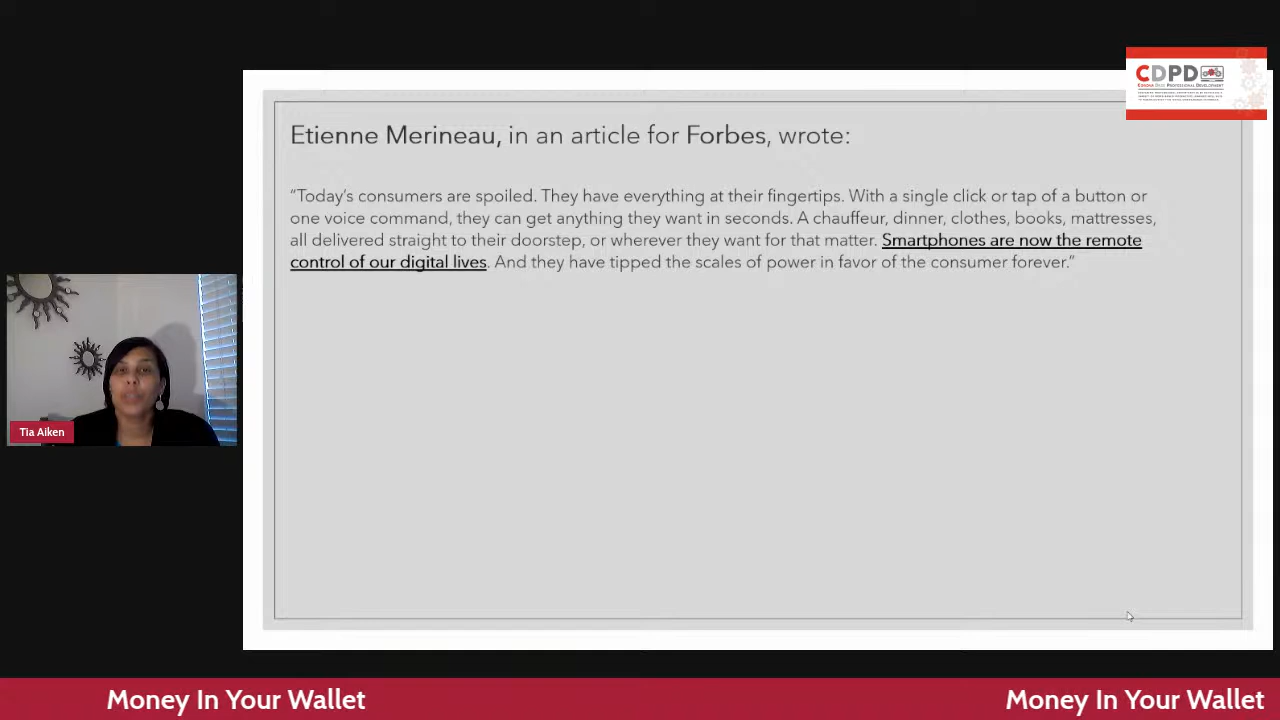 CDPD
Etienne Merineau, in an article for Forbes, wrote:
“Today’s consumers are spoiled. They have everything at their fingertips. With a single click or tap of a button or
one voice command, they can get anything they want in seconds. A chauffeur, dinner, clothes, books, mattresses,
all delivered straight to their doorstep, or wherever they want for that matter. Smartphones are now the remote
control of our digital lives. And they have tipped the scales of power in favor of the consumer forever.”
Tia Aiken
Money In Your Wallet
Money In Your Wallet